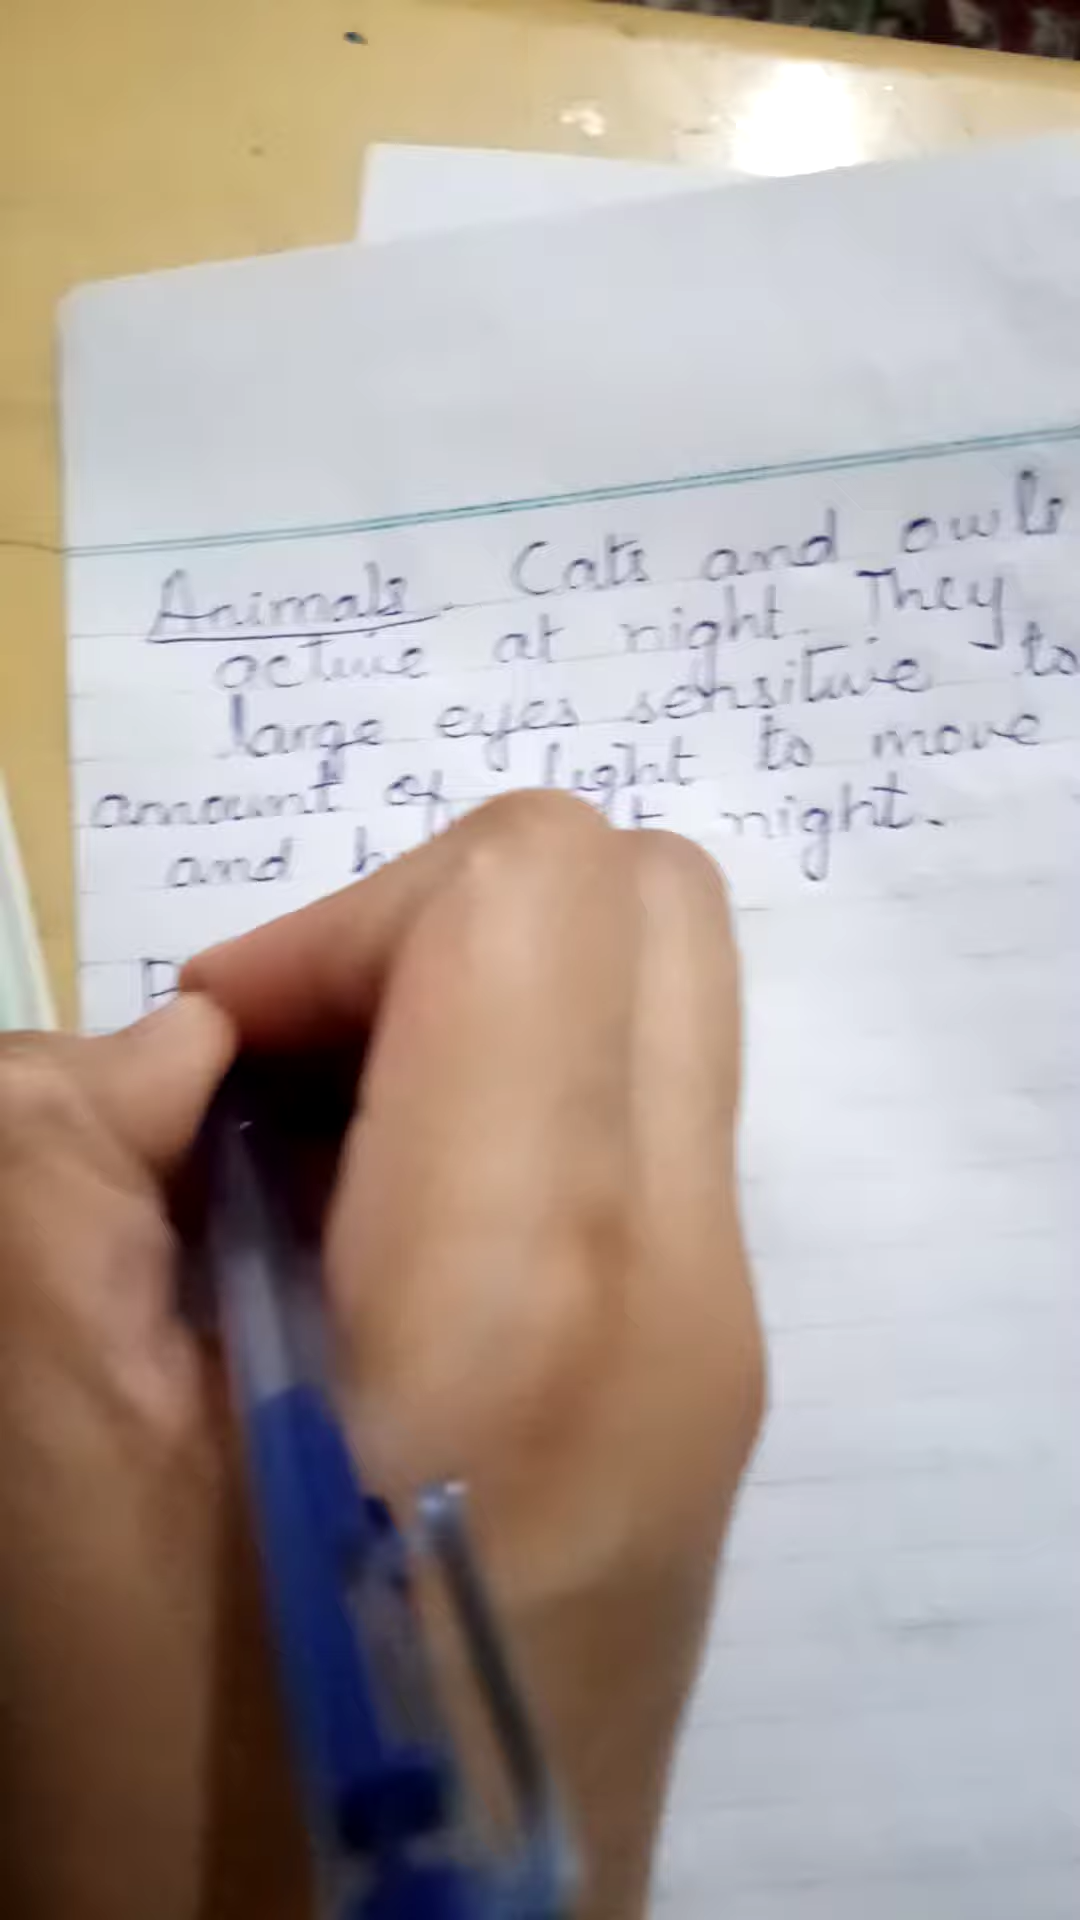 Animals. Cats and owls
active at night. They
large eyes sensitive to
amount of light to move
and night.